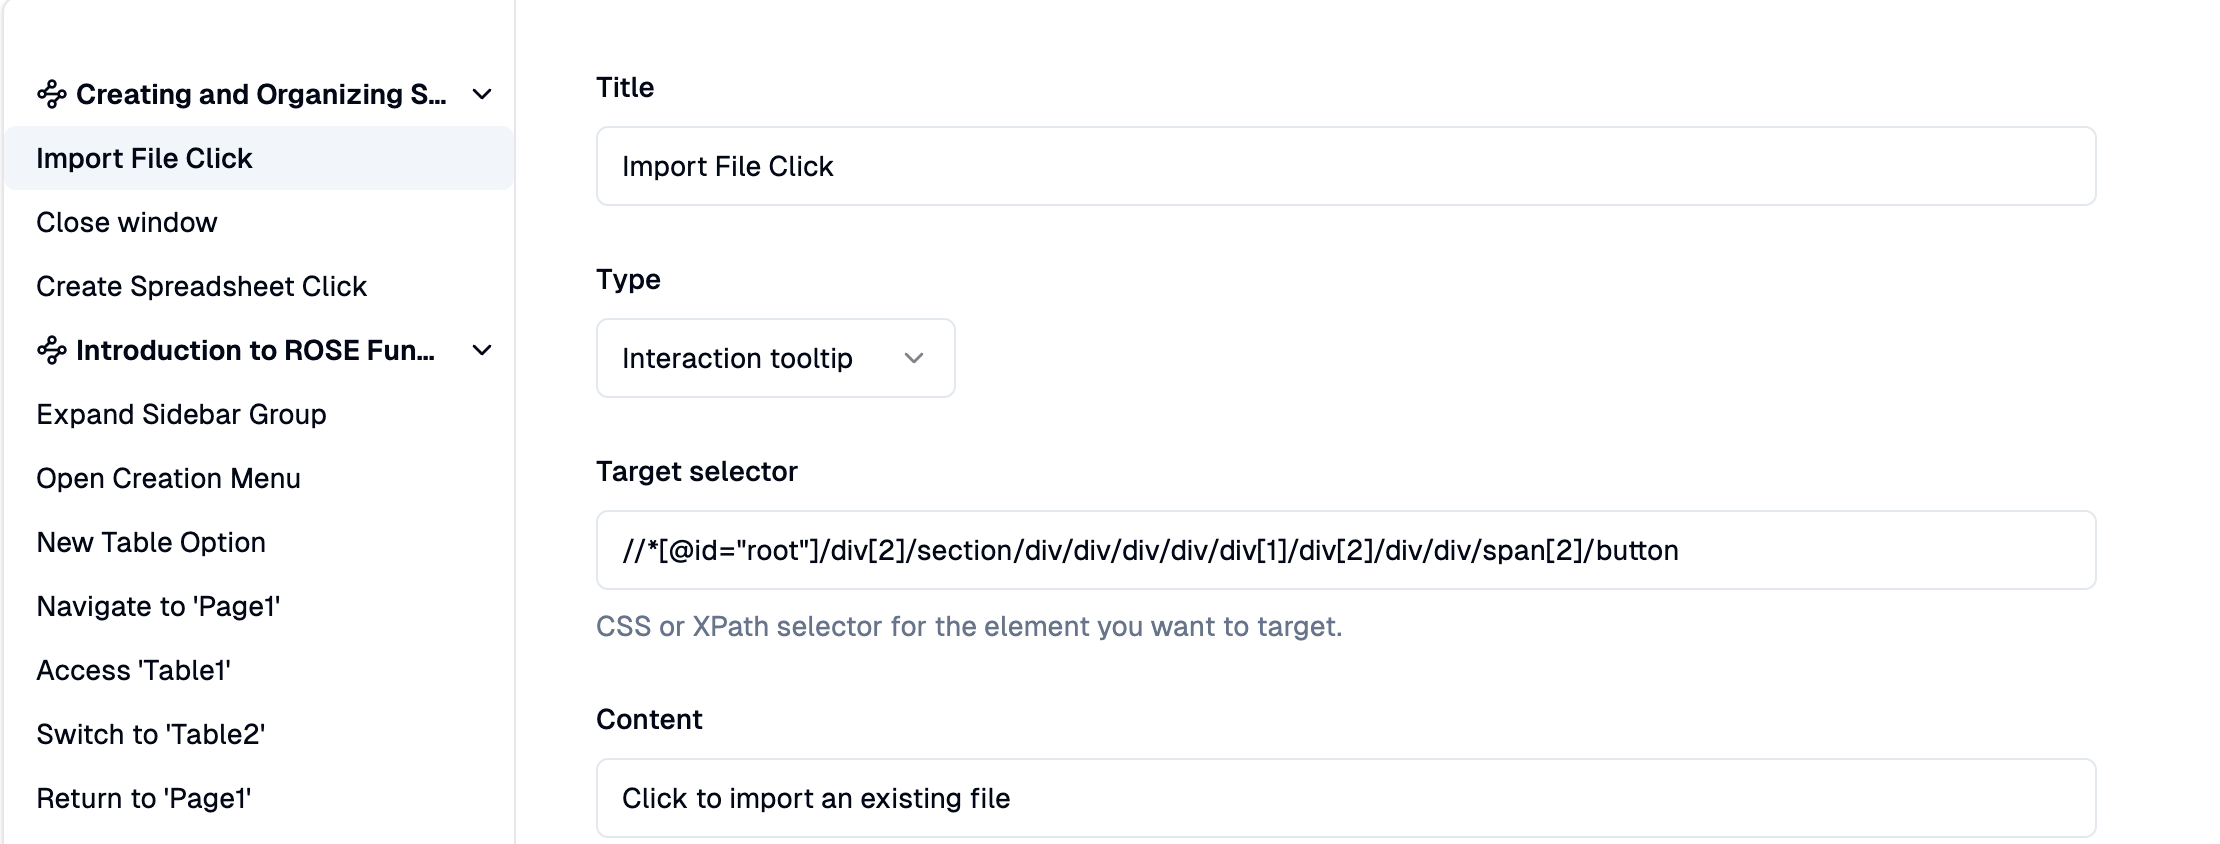 Creating and Organizing S...
Import File Click
Close window
Create Spreadsheet Click
Introduction to ROSE Fun...
Expand Sidebar Group
Open Creation Menu
New Table Option
Navigate to 'Page1'
Access 'Table1'
Switch to 'Table2'
Return to 'Page1'
Title
Import File Click
Type
Interaction tooltip
Target selector
//*[@id="root"]/div[2]/section/div/div/div/div/div[1]/div[2]/div/div/span[2]/button
CSS or XPath selector for the element you want to target.
Content
Click to import an existing file